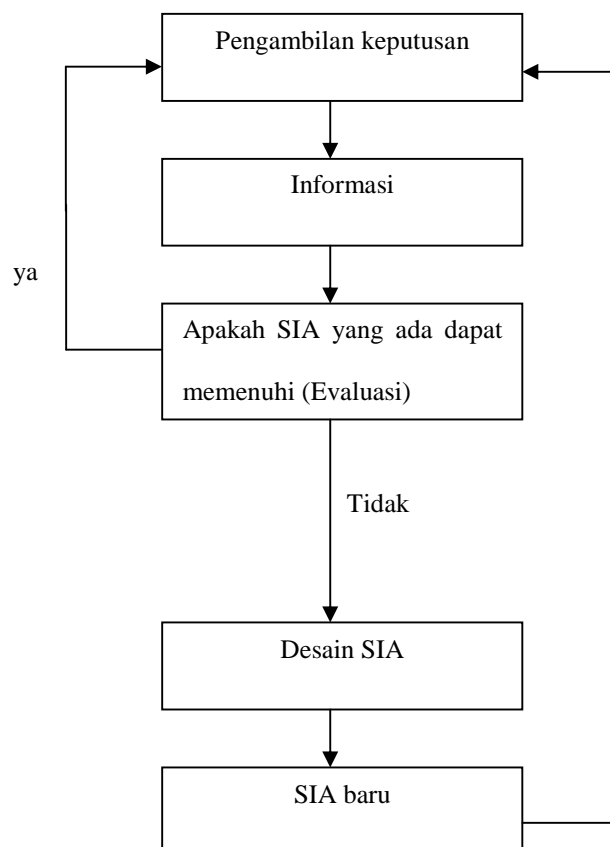 Pengambilan keputusan
Informasi
ya
Apakah SIA yang ada dapat
memenuhi (Evaluasi)
Tidak
Desain SIA
SIA baru